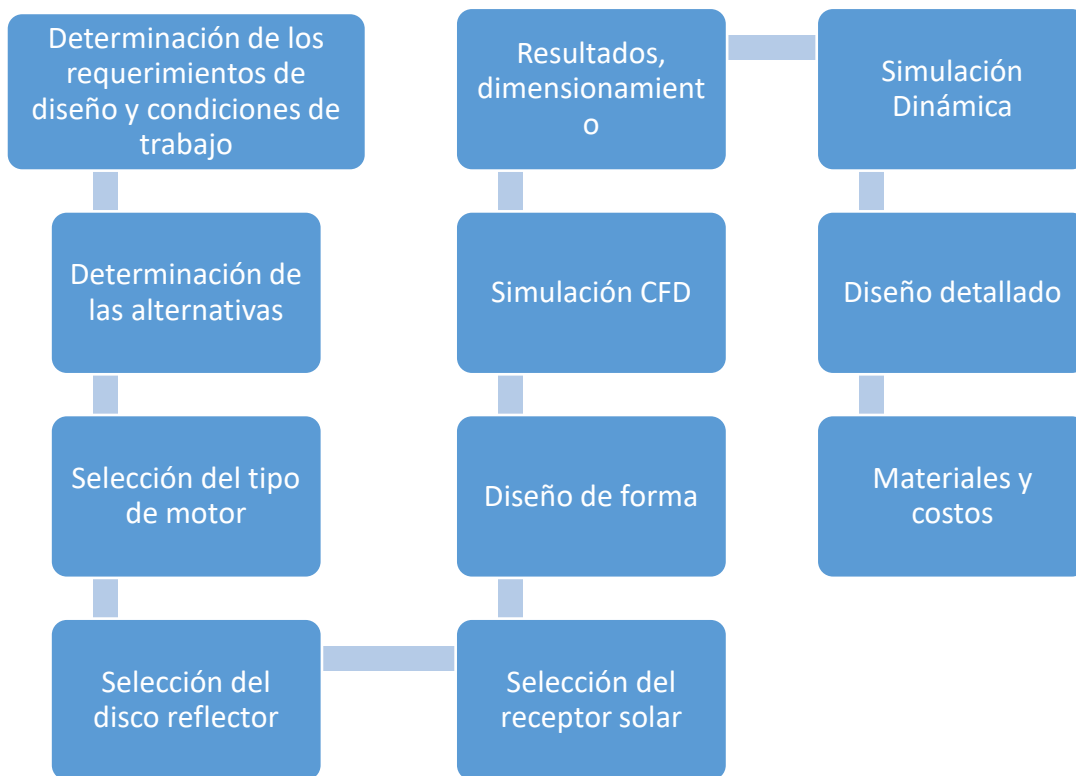 Determinación de los
requerimientos de
diseño y condiciones de
trabajo
Determinación de
las alternativas
Selección del tipo
de motor
Selección del
disco reflector
Selección del
receptor solar
Diseño de forma
Simulación CFD
Resultados,
dimensionamient
o
Simulación
Dinámica
Diseño detallado
Materiales y
costos